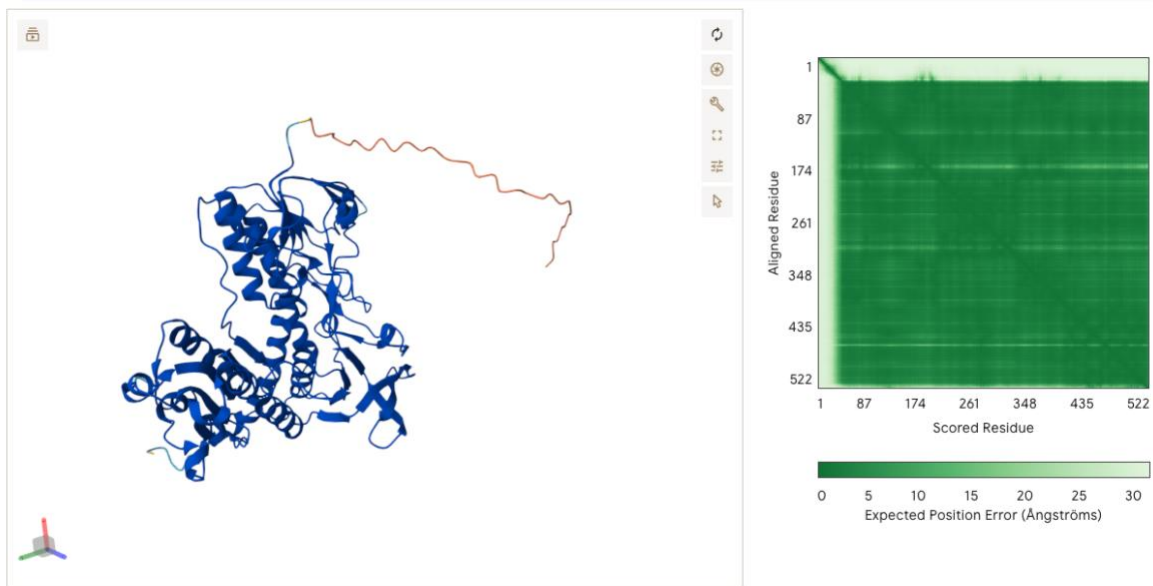 1
87
174
261
348
435
522
Aligned Residue
1 87 174 261 348 435 522
Scored Residue
0 5 10 15 20 25 30
Expected Position Error (Ångströms)